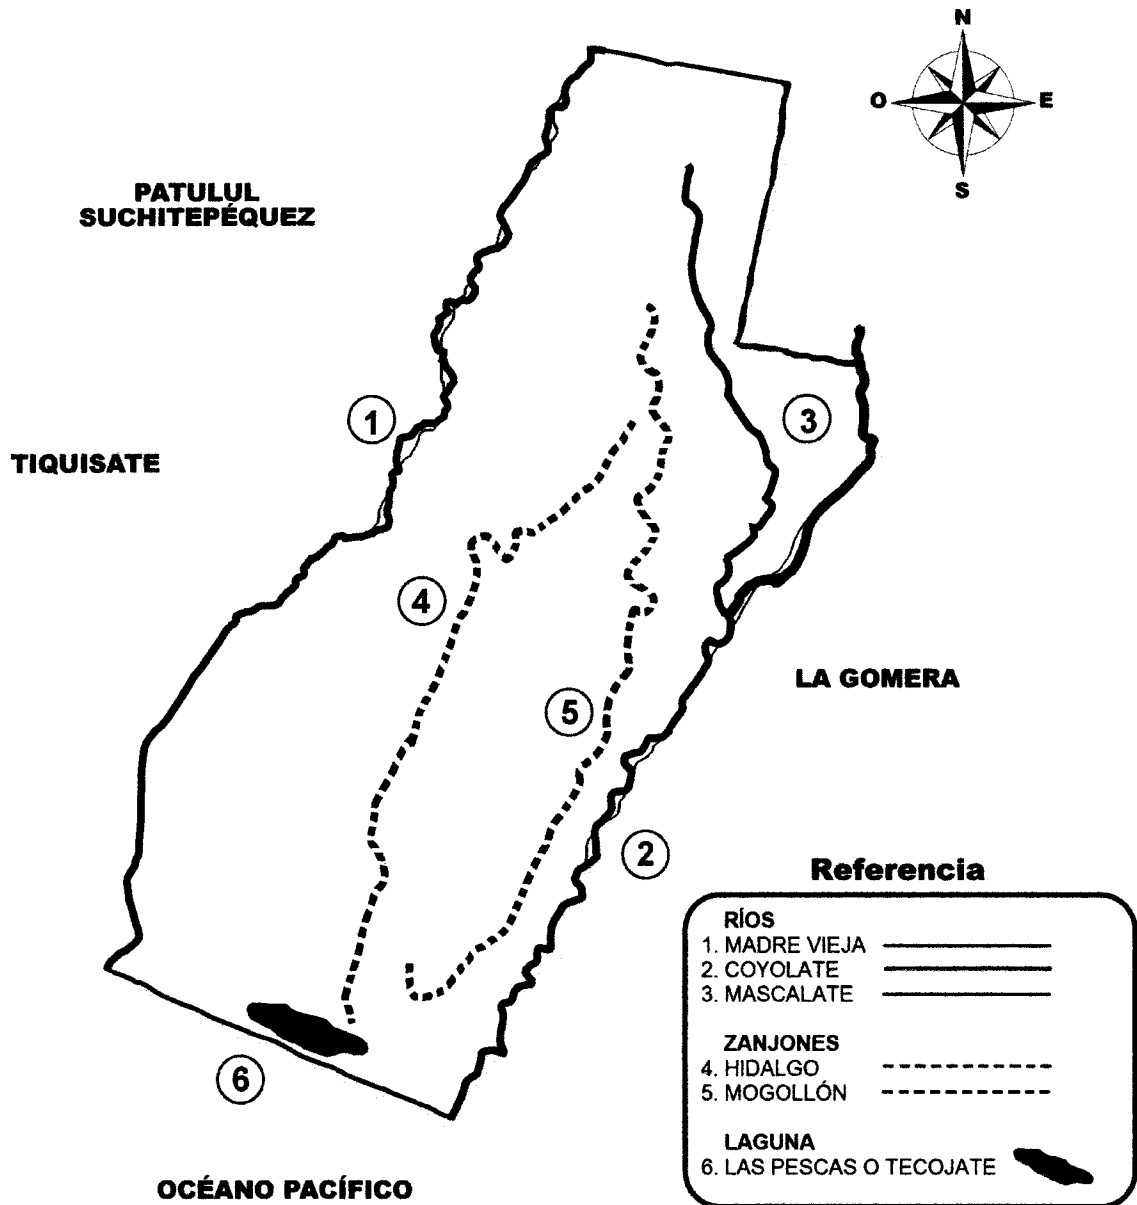 N
O
E
S
PATULUL
SUCHITEPÉQUEZ
1
3
TIQUISATE
4
LA GOMERA
5
2
6
OCÉANO PACÍFICO
Referencia
RÍOS
1. MADRE VIEJA
2. COYOLATE
3. MASCALATE
ZANJONES
4. HIDALGO
5. MOGOLLÓN
LAGUNA
6. LAS PESCAS O TECOJATE